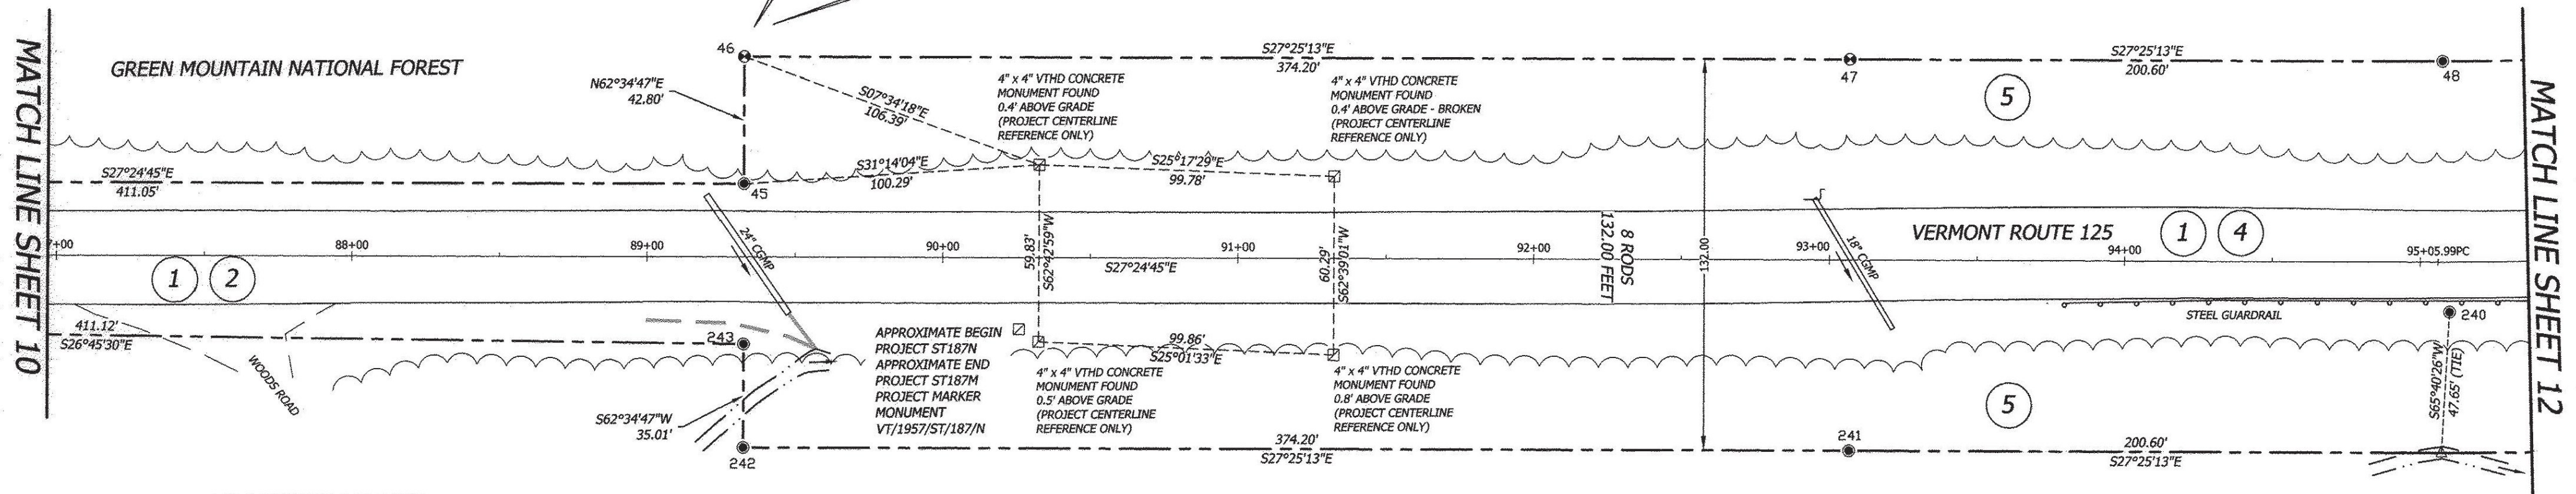 MATCH LINE SHEET 10
GREEN MOUNTAIN NATIONAL FOREST
46
N62°34'47"E
42.80'
S07°34'18"E
106.39'
4" x 4" VTHD CONCRETE
MONUMENT FOUND
0.4' ABOVE GRADE
(PROJECT CENTERLINE
REFERENCE ONLY)
S27°25'13"E
374.20'
4" x 4" VTHD CONCRETE
MONUMENT FOUND
0.4' ABOVE GRADE - BROKEN
(PROJECT CENTERLINE
REFERENCE ONLY)
47
S27°25'13"E
200.60'
48
5
S27°24'45"E
411.05'
45
S31°14'04"E
100.29'
S25°17'29"E
99.78'
7+00
88+00
89+00
24" CGMP
90+00
59.83'
S62°42'59"W
S27°24'45"E
91+00
60.29'
S62°39'01"W
92+00
8 RODS
132.00 FEET
132.00
93+00
18" CGMP
VERMONT ROUTE 125
1
4
94+00
95+05.99PC
1
2
411.12'
S26°45'30"E
WOODS ROAD
243
S62°34'47"W
35.01'
242
APPROXIMATE BEGIN
PROJECT ST187N
APPROXIMATE END
PROJECT ST187M
PROJECT MARKER
MONUMENT
VT/1957/ST/187/N
99.86'
S25°01'33"E
4" x 4" VTHD CONCRETE
MONUMENT FOUND
0.5' ABOVE GRADE
(PROJECT CENTERLINE
REFERENCE ONLY)
4" x 4" VTHD CONCRETE
MONUMENT FOUND
0.8' ABOVE GRADE
(PROJECT CENTERLINE
REFERENCE ONLY)
374.20'
S27°25'13"E
241
5
STEEL GUARDRAIL
240
S65°40'26"W
47.65' (TIE)
200.60'
S27°25'13"E
MATCH LINE SHEET 12